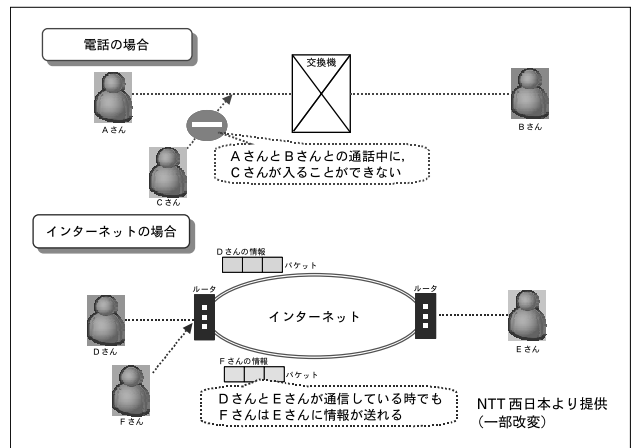 電話の場合
交換機
Aさん
Bさん
AさんとBさんとの通話中に,
Cさんが入ることができない
Cさん
インターネットの場合
Dさんの情報
パケット
ルータ
ルータ
インターネット
Dさん
Eさん
Fさんの情報
パケット
Fさん
DさんとEさんが通信している時でも
FさんはEさんに情報が送れる
NTT西日本より提供
(一部改変)